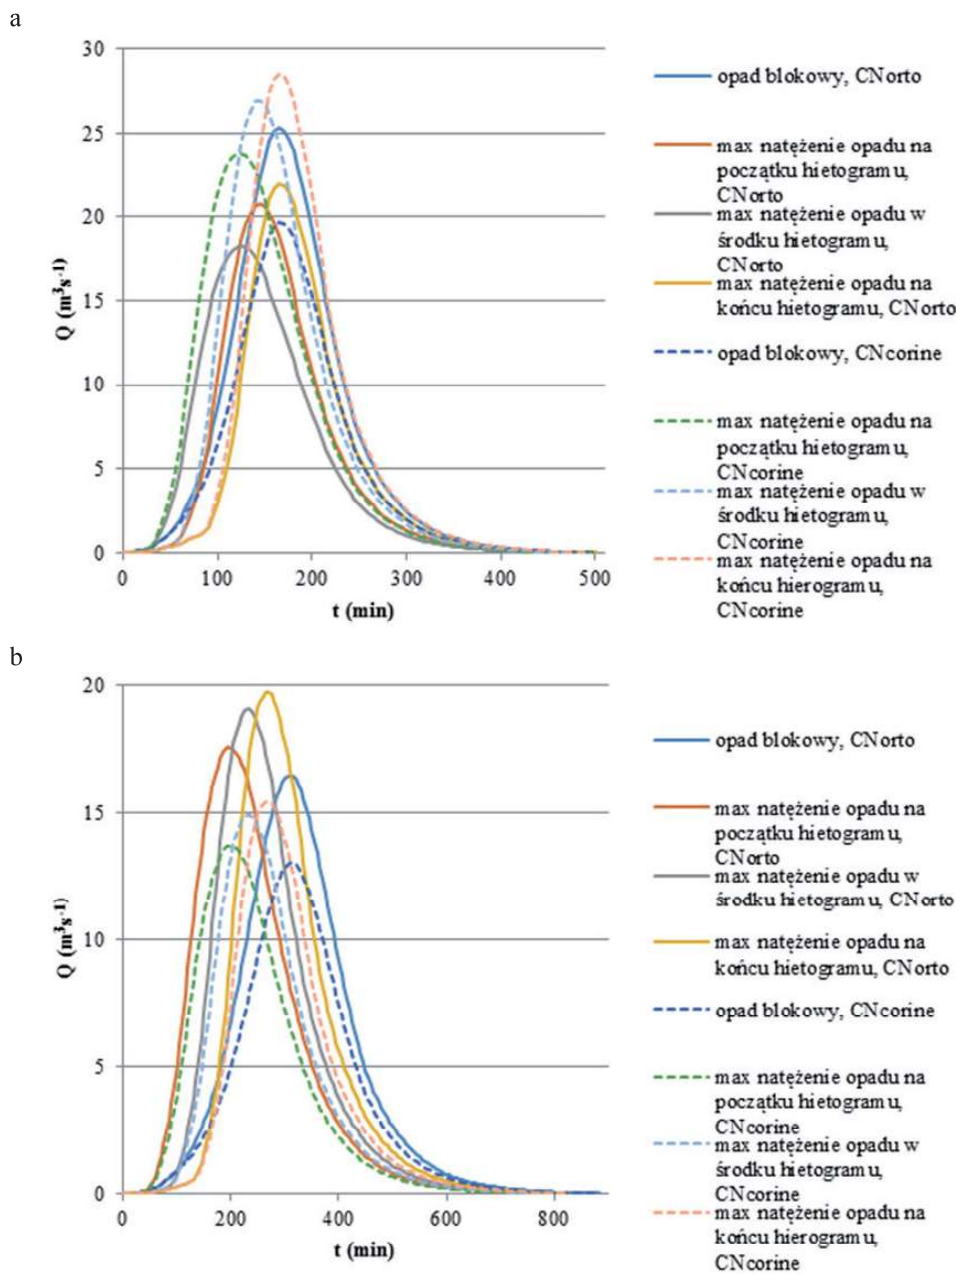 a
30
25
20
15
10
5
0
Q (m³s⁻¹)
0 100 200 300 400 500
t (min)
opad blokowy, CNorto
max natężenie opadu na
początku hietogramu,
CNorto
max natężenie opadu w
środku hietogramu,
CNorto
max natężenie opadu na
końcu hietogramu, CNorto
opad blokowy, CNcorine
max natężenie opadu na
początku hietogramu,
CNcorine
max natężenie opadu w
środku hietogramu,
CNcorine
max natężenie opadu na
końcu hierogramu,
CNcorine
b
20
15
10
5
0
Q (m³s⁻¹)
0 200 400 600 800
t (min)
opad blokowy, CNorto
max natężenie opadu na
początku hietogramu,
CNorto
max natężenie opadu w
środku hietogramu, CNorto
max natężenie opadu na
końcu hietogramu, CNorto
opad blokowy, CNcorine
max natężenie opadu na
początku hietogramu,
CNcorine
max natężenie opadu w
środku hietogramu,
CNcorine
max natężenie opadu na
końcu hierogramu,
CNcorine